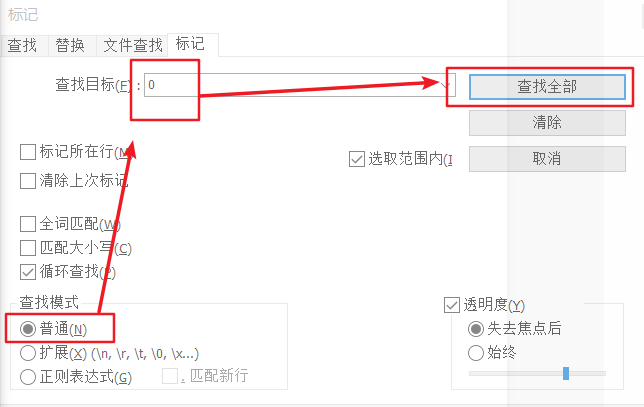 标记
查找 替换 文件查找 标记
查找目标(F) : 0 查找全部
清除
标记所在行( 选取范围内(I 取消
清除上次标记
全词匹配(W)
匹配大小写(C)
循环查找(P)
查找模式 透明度(Y)
普通(N) 失去焦点后
扩展(X) (\n, \r, \t, \0, \x...) 始终
正则表达式(G) . 匹配新行